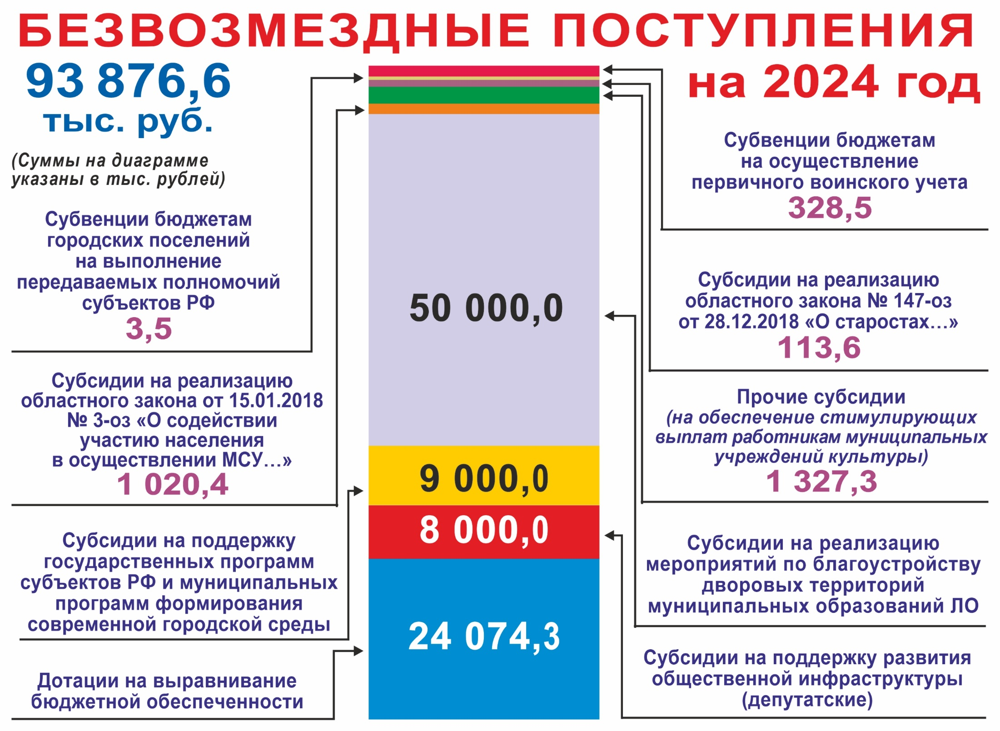 БЕЗВОЗМЕЗДНЫЕ ПОСТУПЛЕНИЯ
на 2024 год
93 876,6
тыс. руб.
(Суммы на диаграмме
указаны в тыс. рублей)
Субвенции бюджетам
городских поселений
на выполнение
передаваемых полномочий
субъектов РФ
3,5
Субсидии на реализацию
областного закона от 15.01.2018
№ 3-оз «О содействии
участию населения
в осуществлении МСУ...»
1 020,4
Субсидии на поддержку
государственных программ
субъектов РФ и муниципальных
программ формирования
современной городской среды
Дотации на выравнивание
бюджетной обеспеченности
50 000,0
9 000,0
8 000,0
24 074,3
Субвенции бюджетам
на осуществление
первичного воинского учета
328,5
Субсидии на реализацию
областного закона № 147-оз
от 28.12.2018 «О старостах...»
113,6
Прочие субсидии
(на обеспечение стимулирующих
выплат работникам муниципальных
учреждений культуры)
1 327,3
Субсидии на реализацию
мероприятий по благоустройству
дворовых территорий
муниципальных образований ЛО
Субсидии на поддержку развития
общественной инфраструктуры
(депутатские)